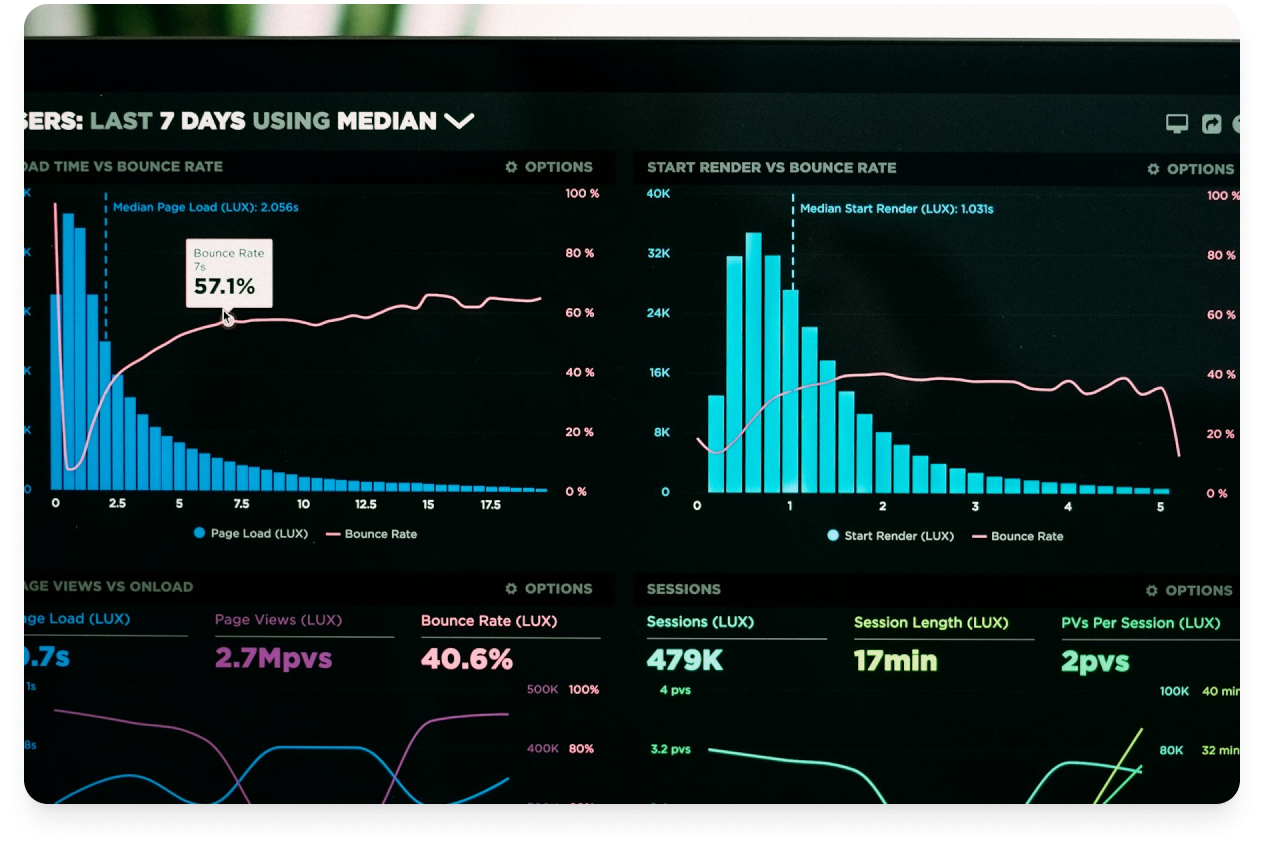 SERS: LAST 7 DAYS USING MEDIAN
OAD TIME VS BOUNCE RATE
OPTIONS
Median Page Load (LUX): 2.056s
Bounce Rate
7s
57.1%
100 %
80 %
60 %
40 %
20 %
0 %
K
K
K
K
K
0
0 2.5 5 7.5 10 12.5 15 17.5
Page Load (LUX) Bounce Rate
START RENDER VS BOUNCE RATE
OPTIONS
Median Start Render (LUX): 1.031s
40K
32K
24K
16K
8K
0
100 %
80 %
60 %
40 %
20 %
0 %
0 1 2 3 4 5
Start Render (LUX) Bounce Rate
AGE VIEWS VS ONLOAD
OPTIONS
age Load (LUX) Page Views (LUX) Bounce Rate (LUX)
0.7s 2.7Mpvs 40.6%
1s
8s
500K 100%
400K 80%
SESSIONS
OPTIONS
Sessions (LUX) Session Length (LUX) PVs Per Session (LUX)
479K 17min 2pvs
4 pvs
3.2 pvs
100K 40 min
80K 32 min